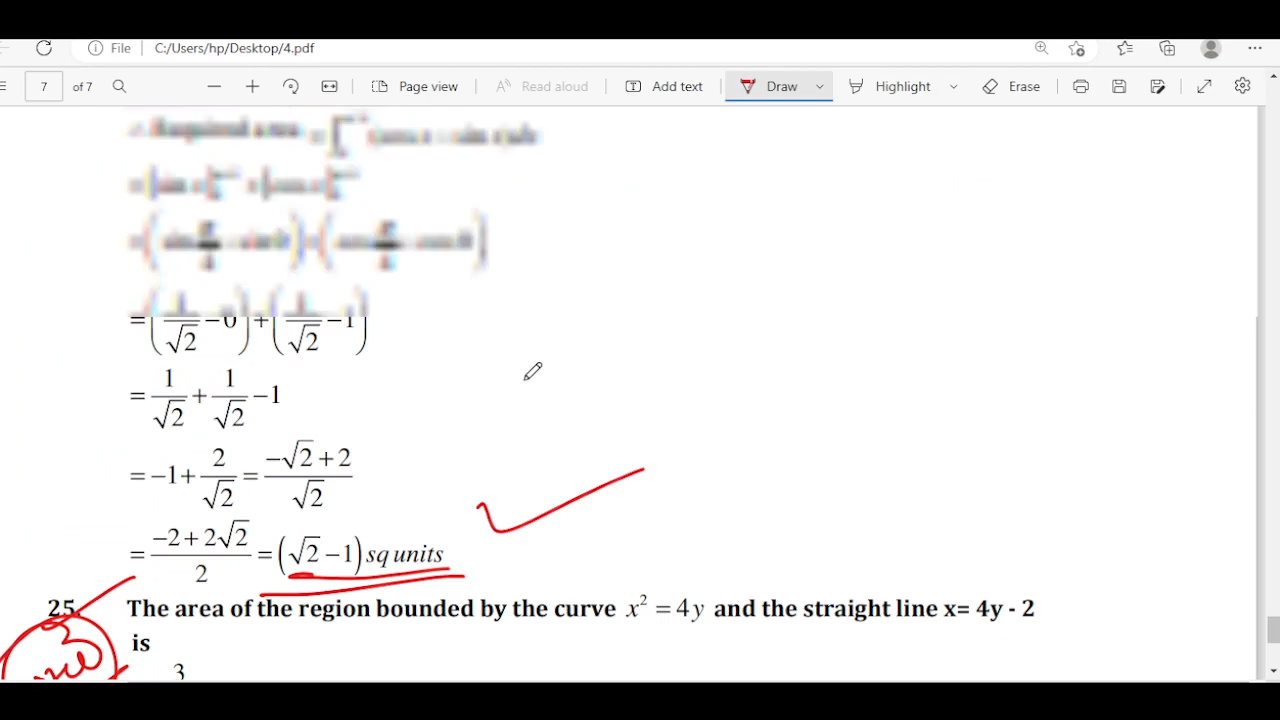 File C:/Users/hp/Desktop/4.pdf
7 of 7 Page view Read aloud Add text Draw Highlight Erase
∴ Required area = 
= (1/√2 − 0) + (1/√2 − 1)
= 1/√2 + 1/√2 − 1
= −1 + 2/√2 = (−√2 + 2)/√2
= (−2 + 2√2)/2 = (√2 − 1) sq units
25. The area of the region bounded by the curve x² = 4y and the straight line x= 4y - 2
is
3